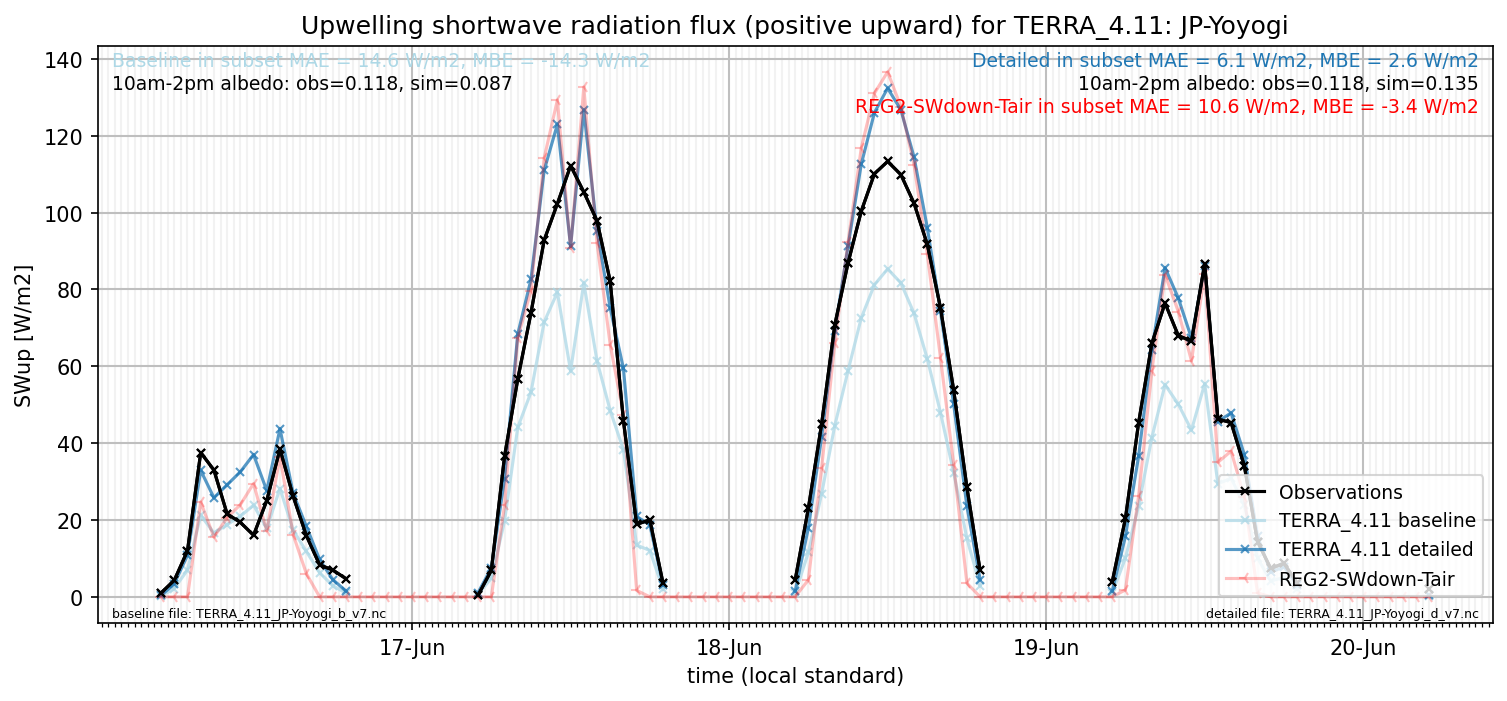 Upwelling shortwave radiation flux (positive upward) for TERRA_4.11: JP-Yoyogi
Baseline in subset MAE = 14.6 W/m2, MBE = -14.3 W/m2
10am-2pm albedo: obs=0.118, sim=0.087
Detailed in subset MAE = 6.1 W/m2, MBE = 2.6 W/m2
10am-2pm albedo: obs=0.118, sim=0.135
REG2-SWdown-Tair in subset MAE = 10.6 W/m2, MBE = -3.4 W/m2
SWup [W/m2]
140
120
100
80
60
40
20
0
Observations
TERRA_4.11 baseline
TERRA_4.11 detailed
REG2-SWdown-Tair
baseline file: TERRA_4.11_JP-Yoyogi_b_v7.nc
detailed file: TERRA_4.11_JP-Yoyogi_d_v7.nc
17-Jun
18-Jun
19-Jun
20-Jun
time (local standard)